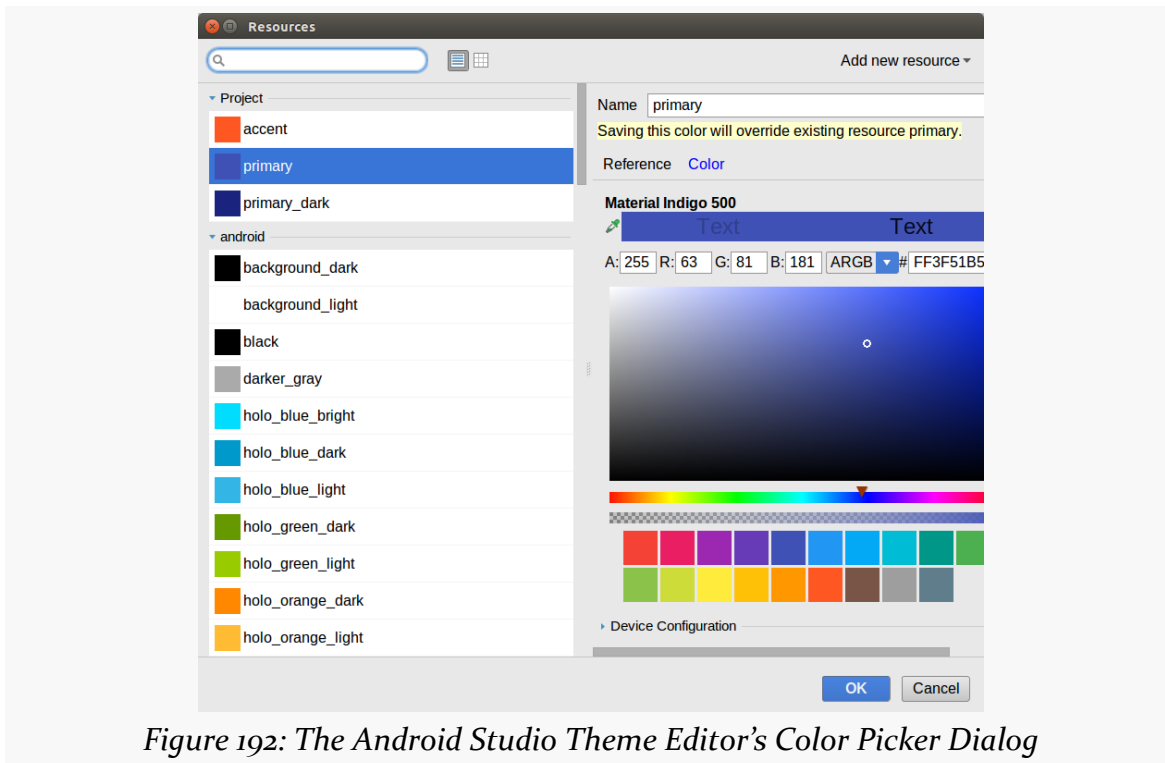 Resources
Add new resource
Project
accent
primary
primary_dark
android
background_dark
background_light
black
darker_gray
holo_blue_bright
holo_blue_dark
holo_blue_light
holo_green_dark
holo_green_light
holo_orange_dark
holo_orange_light
Name primary
Saving this color will override existing resource primary.
Reference Color
Material Indigo 500
Text Text
A: 255 R: 63 G: 81 B: 181 ARGB # FF3F51B5
Device Configuration
OK Cancel
Figure 192: The Android Studio Theme Editor's Color Picker Dialog